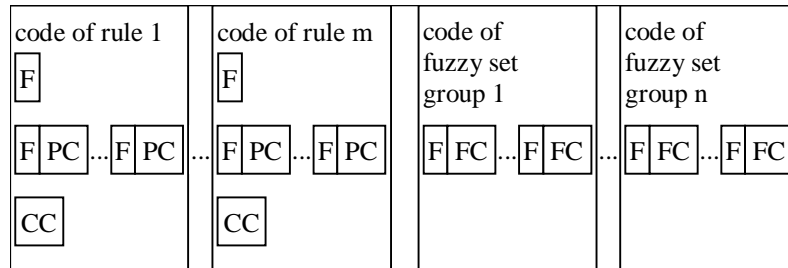 code of rule 1
F
F PC ... F PC
CC
...
code of rule m
F
F PC ... F PC
CC
code of
fuzzy set
group 1
F FC ... F FC
...
code of
fuzzy set
group n
F FC ... F FC